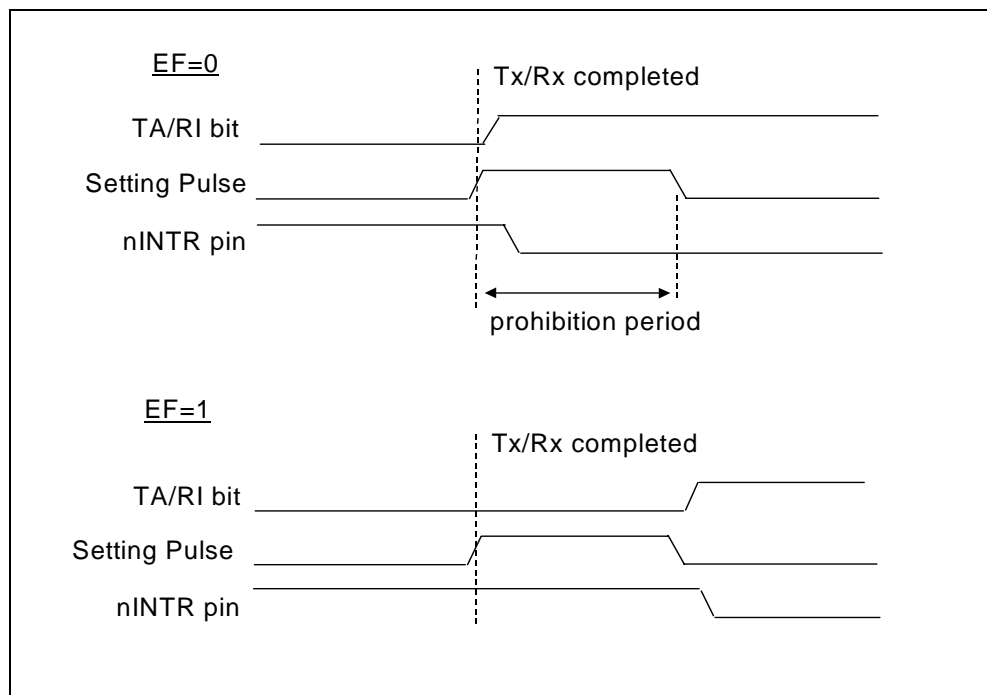 EF=0
Tx/Rx completed
TA/RI bit
Setting Pulse
nINTR pin
prohibition period
EF=1
Tx/Rx completed
TA/RI bit
Setting Pulse
nINTR pin